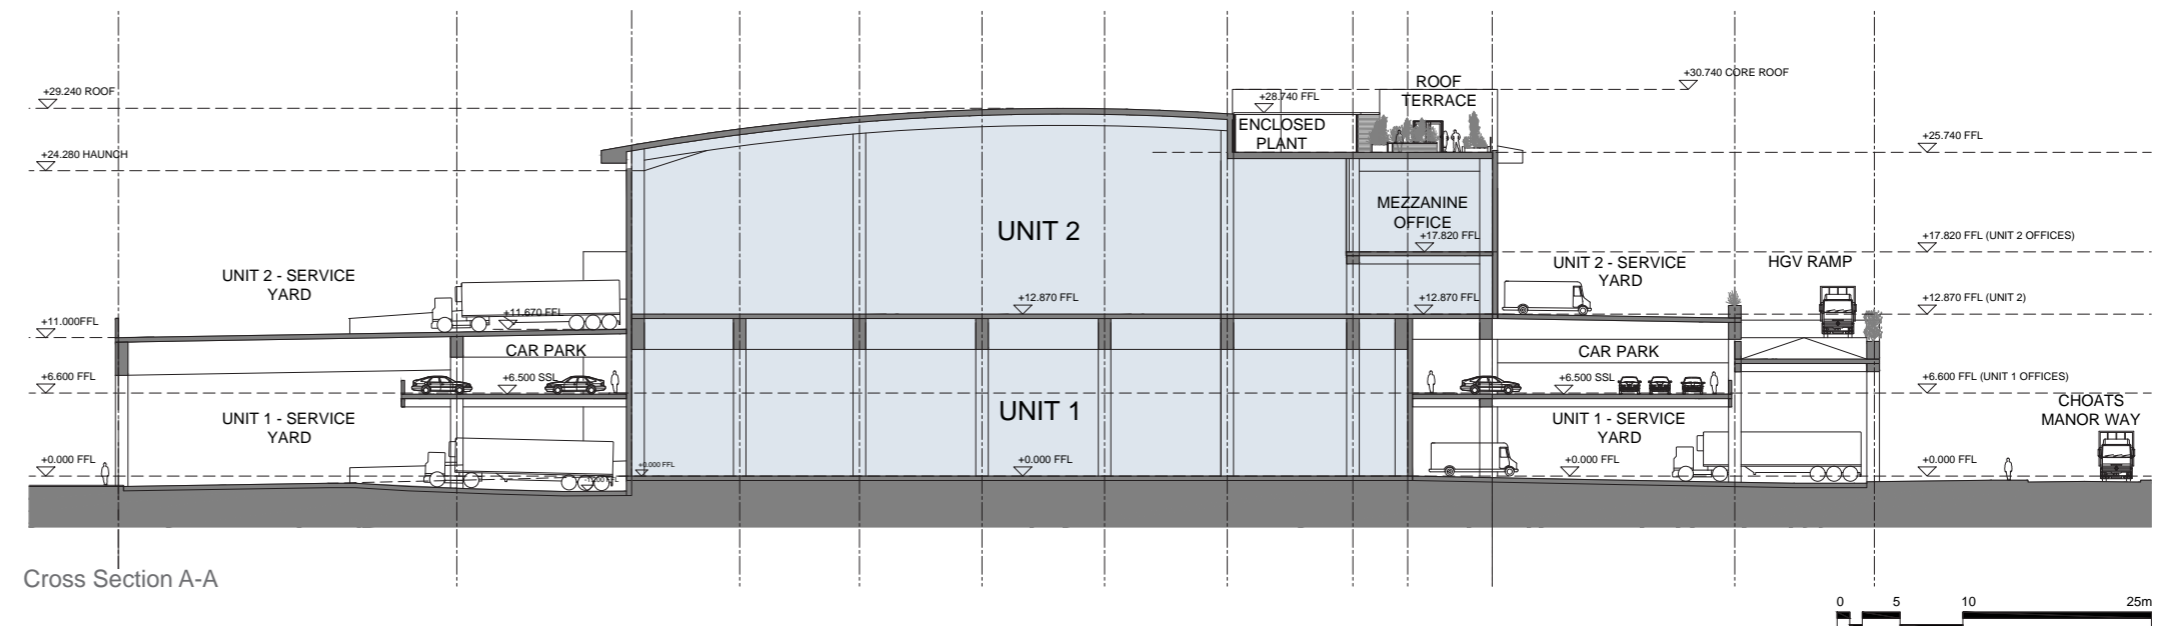 +30.740 CORE ROOF
ROOF
TERRACE
+29.240 ROOF
+28.740 FFL
ENCLOSED
PLANT
+25.740 FFL
+24.280 HAUNCH
MEZZANINE
OFFICE
+17.820 FFL
+17.820 FFL (UNIT 2 OFFICES)
UNIT 2
UNIT 2 - SERVICE
YARD
UNIT 2 - SERVICE
YARD
HGV RAMP
+12.870 FFL
+12.870 FFL
+12.870 FFL (UNIT 2)
+11.670 FFL
+11.000FFL
CAR PARK
CAR PARK
+6.600 FFL
+6.500 SSL
+6.500 SSL
+6.600 FFL (UNIT 1 OFFICES)
UNIT 1
UNIT 1 - SERVICE
YARD
UNIT 1 - SERVICE
YARD
CHOATS
MANOR WAY
+0.000 FFL
+0.000 FFL
+0.000 FFL
+0.000 FFL
+0.000 FFL
Cross Section A-A
0 5 10 25m